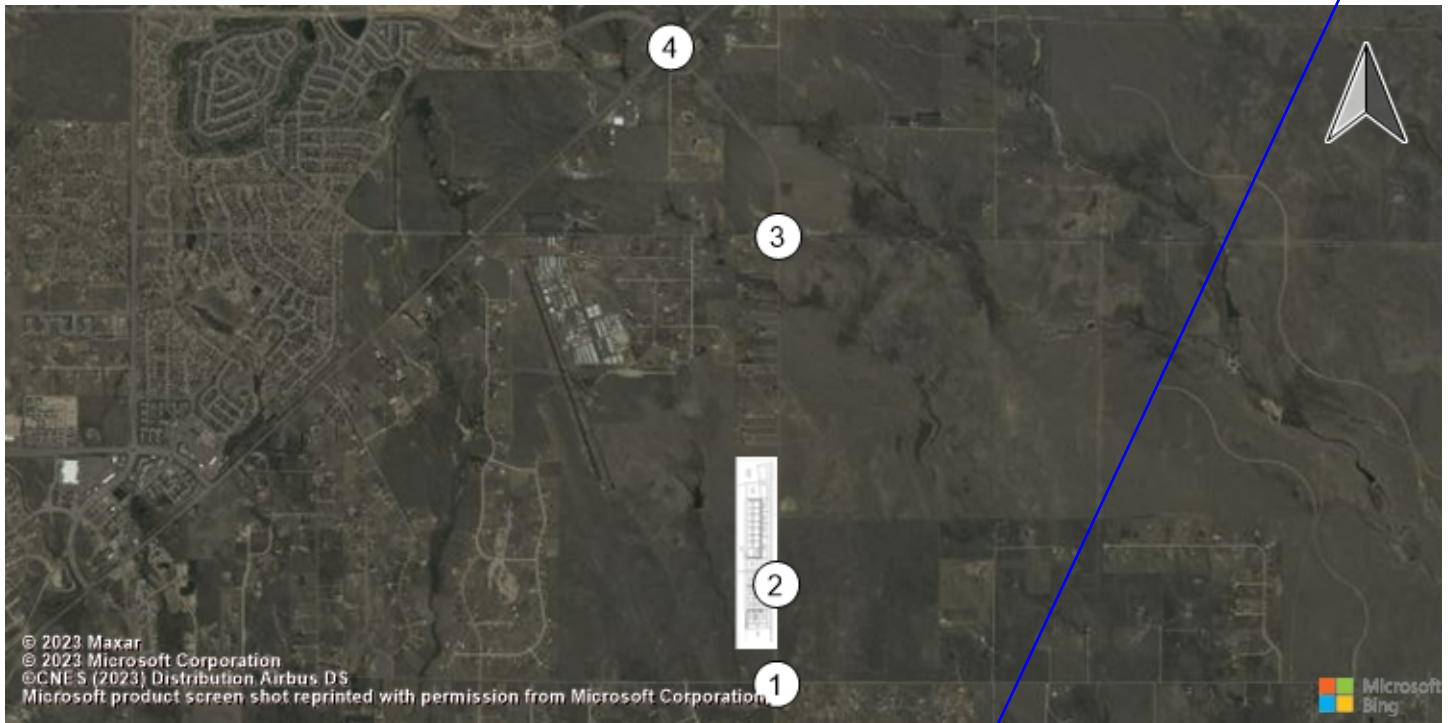 4
3
2
1
© 2023 Maxar
© 2023 Microsoft Corporation
©CNES (2023) Distribution Airbus DS
Microsoft product screen shot reprinted with permission from Microsoft Corporation
Microsoft
Bing